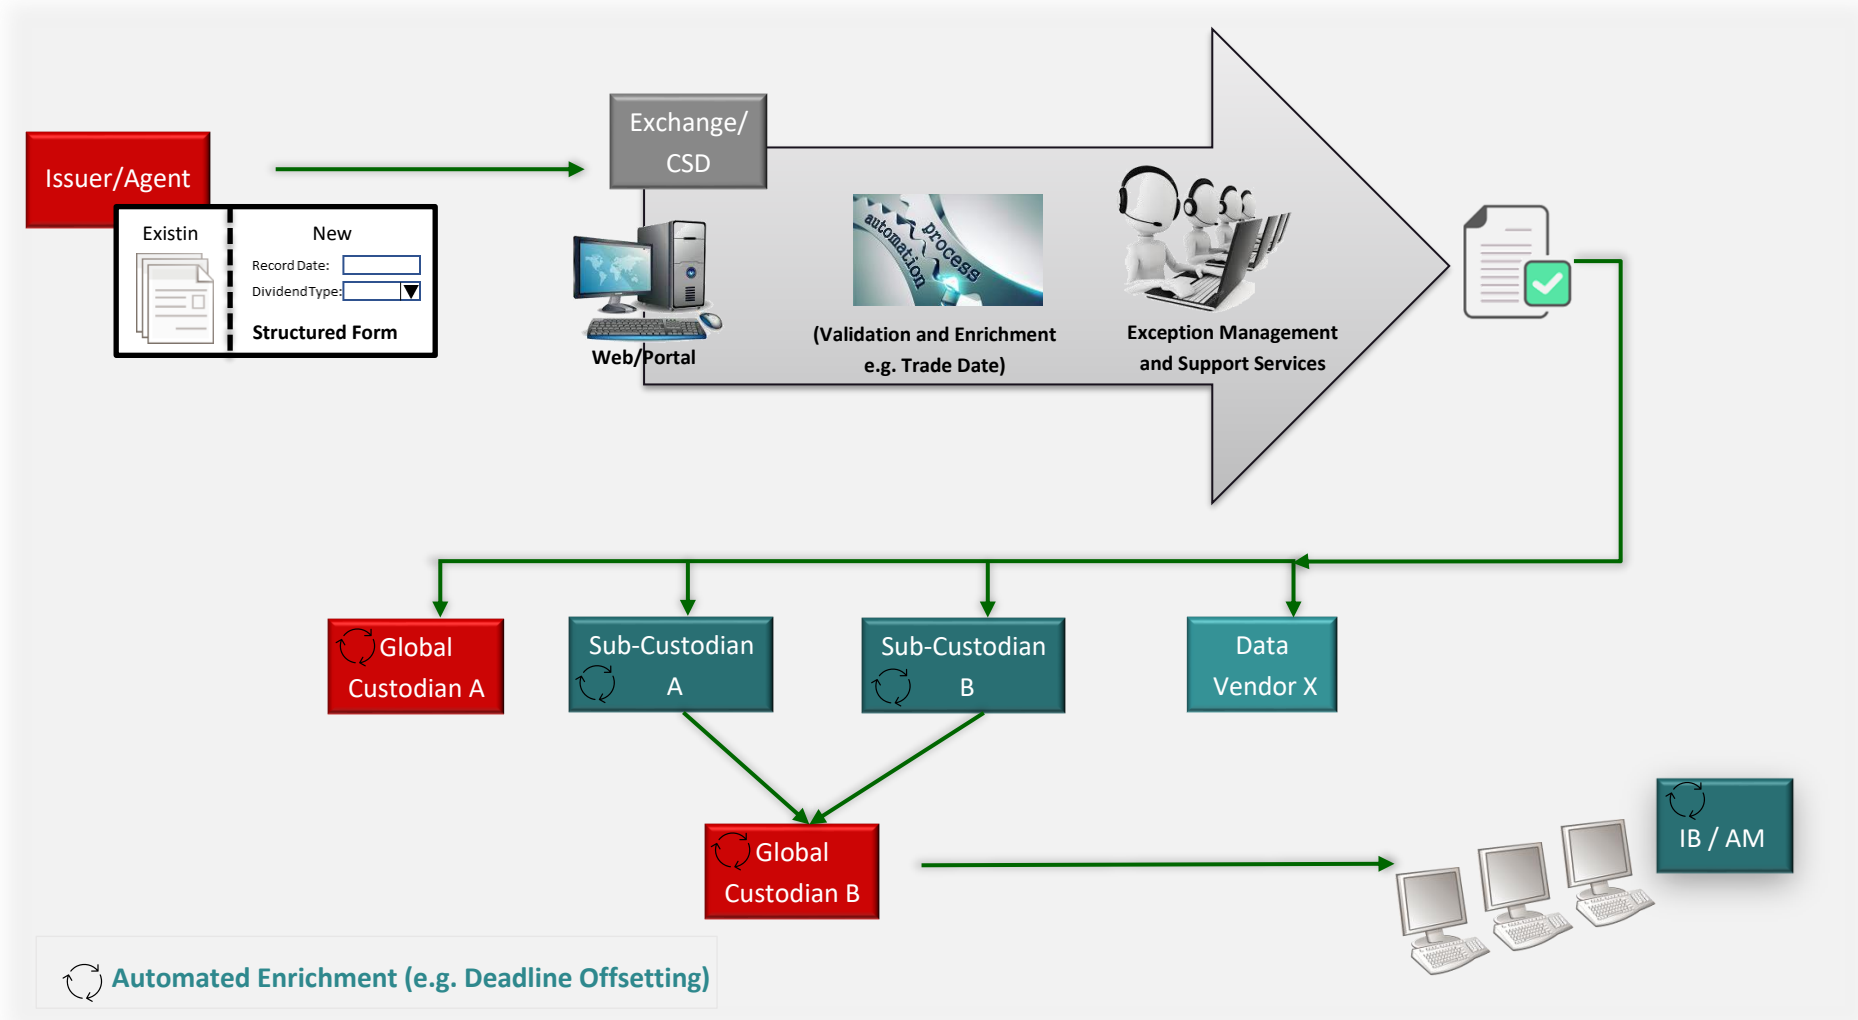 Exchange/
CSD
Issuer/Agent
Existin
New
Record Date:
Dividend Type:
Structured Form
automation
process
Web/Portal
(Validation and Enrichment
e.g. Trade Date)
Exception Management
and Support Services
Global
Custodian A
Sub-Custodian
A
Sub-Custodian
B
Data
Vendor X
Global
Custodian B
IB / AM
Automated Enrichment (e.g. Deadline Offsetting)